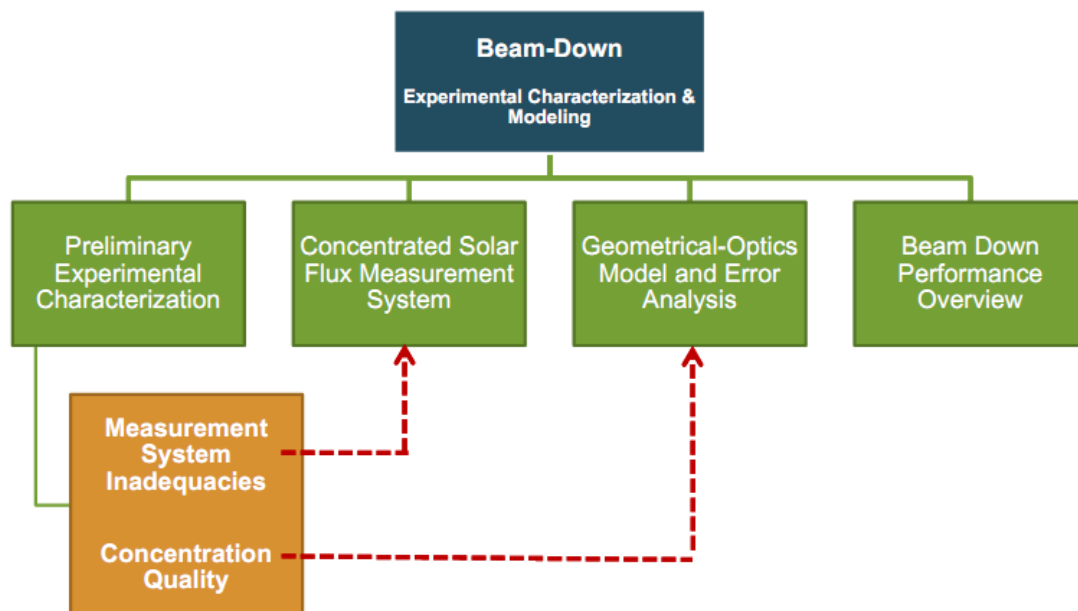 Beam-Down
Experimental Characterization &
Modeling
Preliminary
Experimental
Characterization
Concentrated Solar
Flux Measurement
System
Geometrical-Optics
Model and Error
Analysis
Beam Down
Performance
Overview
Measurement
System
Inadequacies
Concentration
Quality